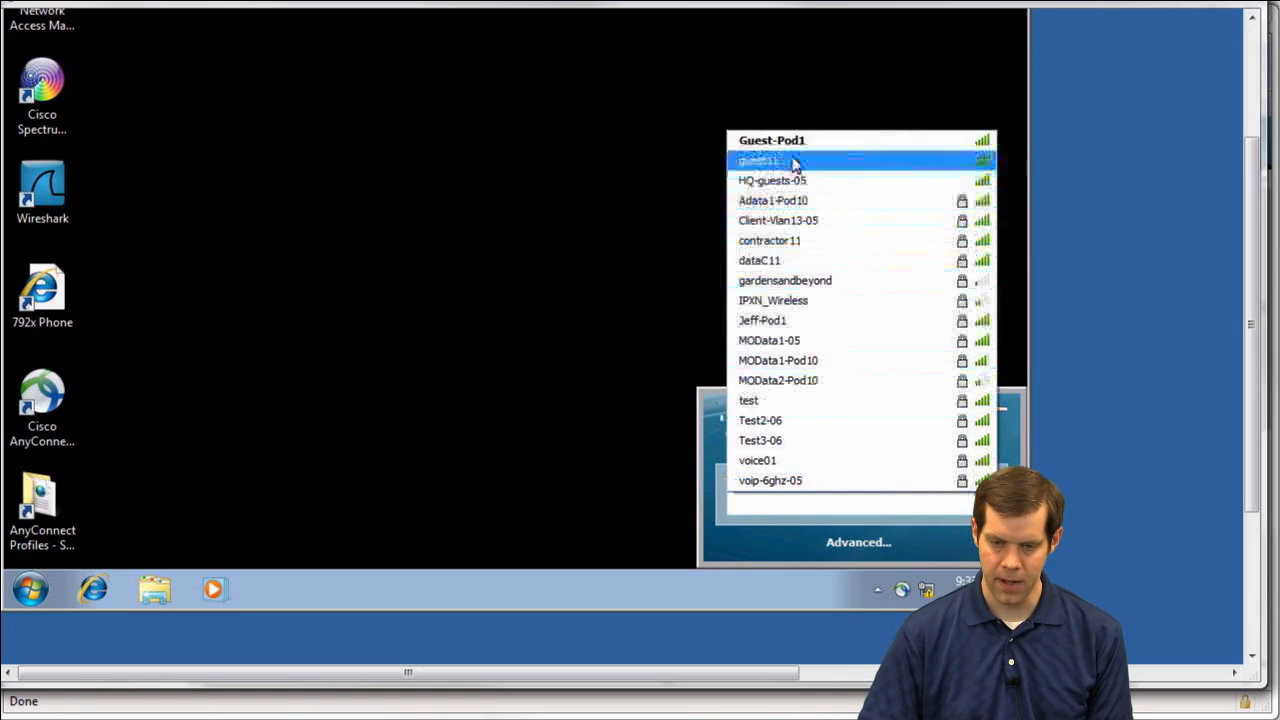 Network
Access Ma...
Cisco
Spectru...
Wireshark
792x Phone
Cisco
AnyConne...
AnyConnect
Profiles - S...
Guest-Pod1
HQ-guests-05
Adata1-Pod10
Client-Vlan13-05
contractor11
dataC11
gardensandbeyond
IPXN_Wireless
Jeff-Pod1
MOData1-05
MOData1-Pod10
MOData2-Pod10
test
Test2-06
Test3-06
voice01
voip-6ghz-05
Advanced...
Done